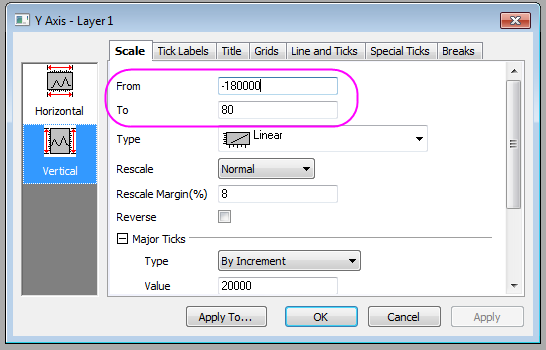 Y Axis - Layer1
Scale Tick Labels Title Grids Line and Ticks Special Ticks Breaks
Horizontal
Vertical
From -180000
To 80
Type Linear
Rescale Normal
Rescale Margin(%) 8
Reverse
Major Ticks
Type By Increment
Value 20000
Apply To... OK Cancel Apply